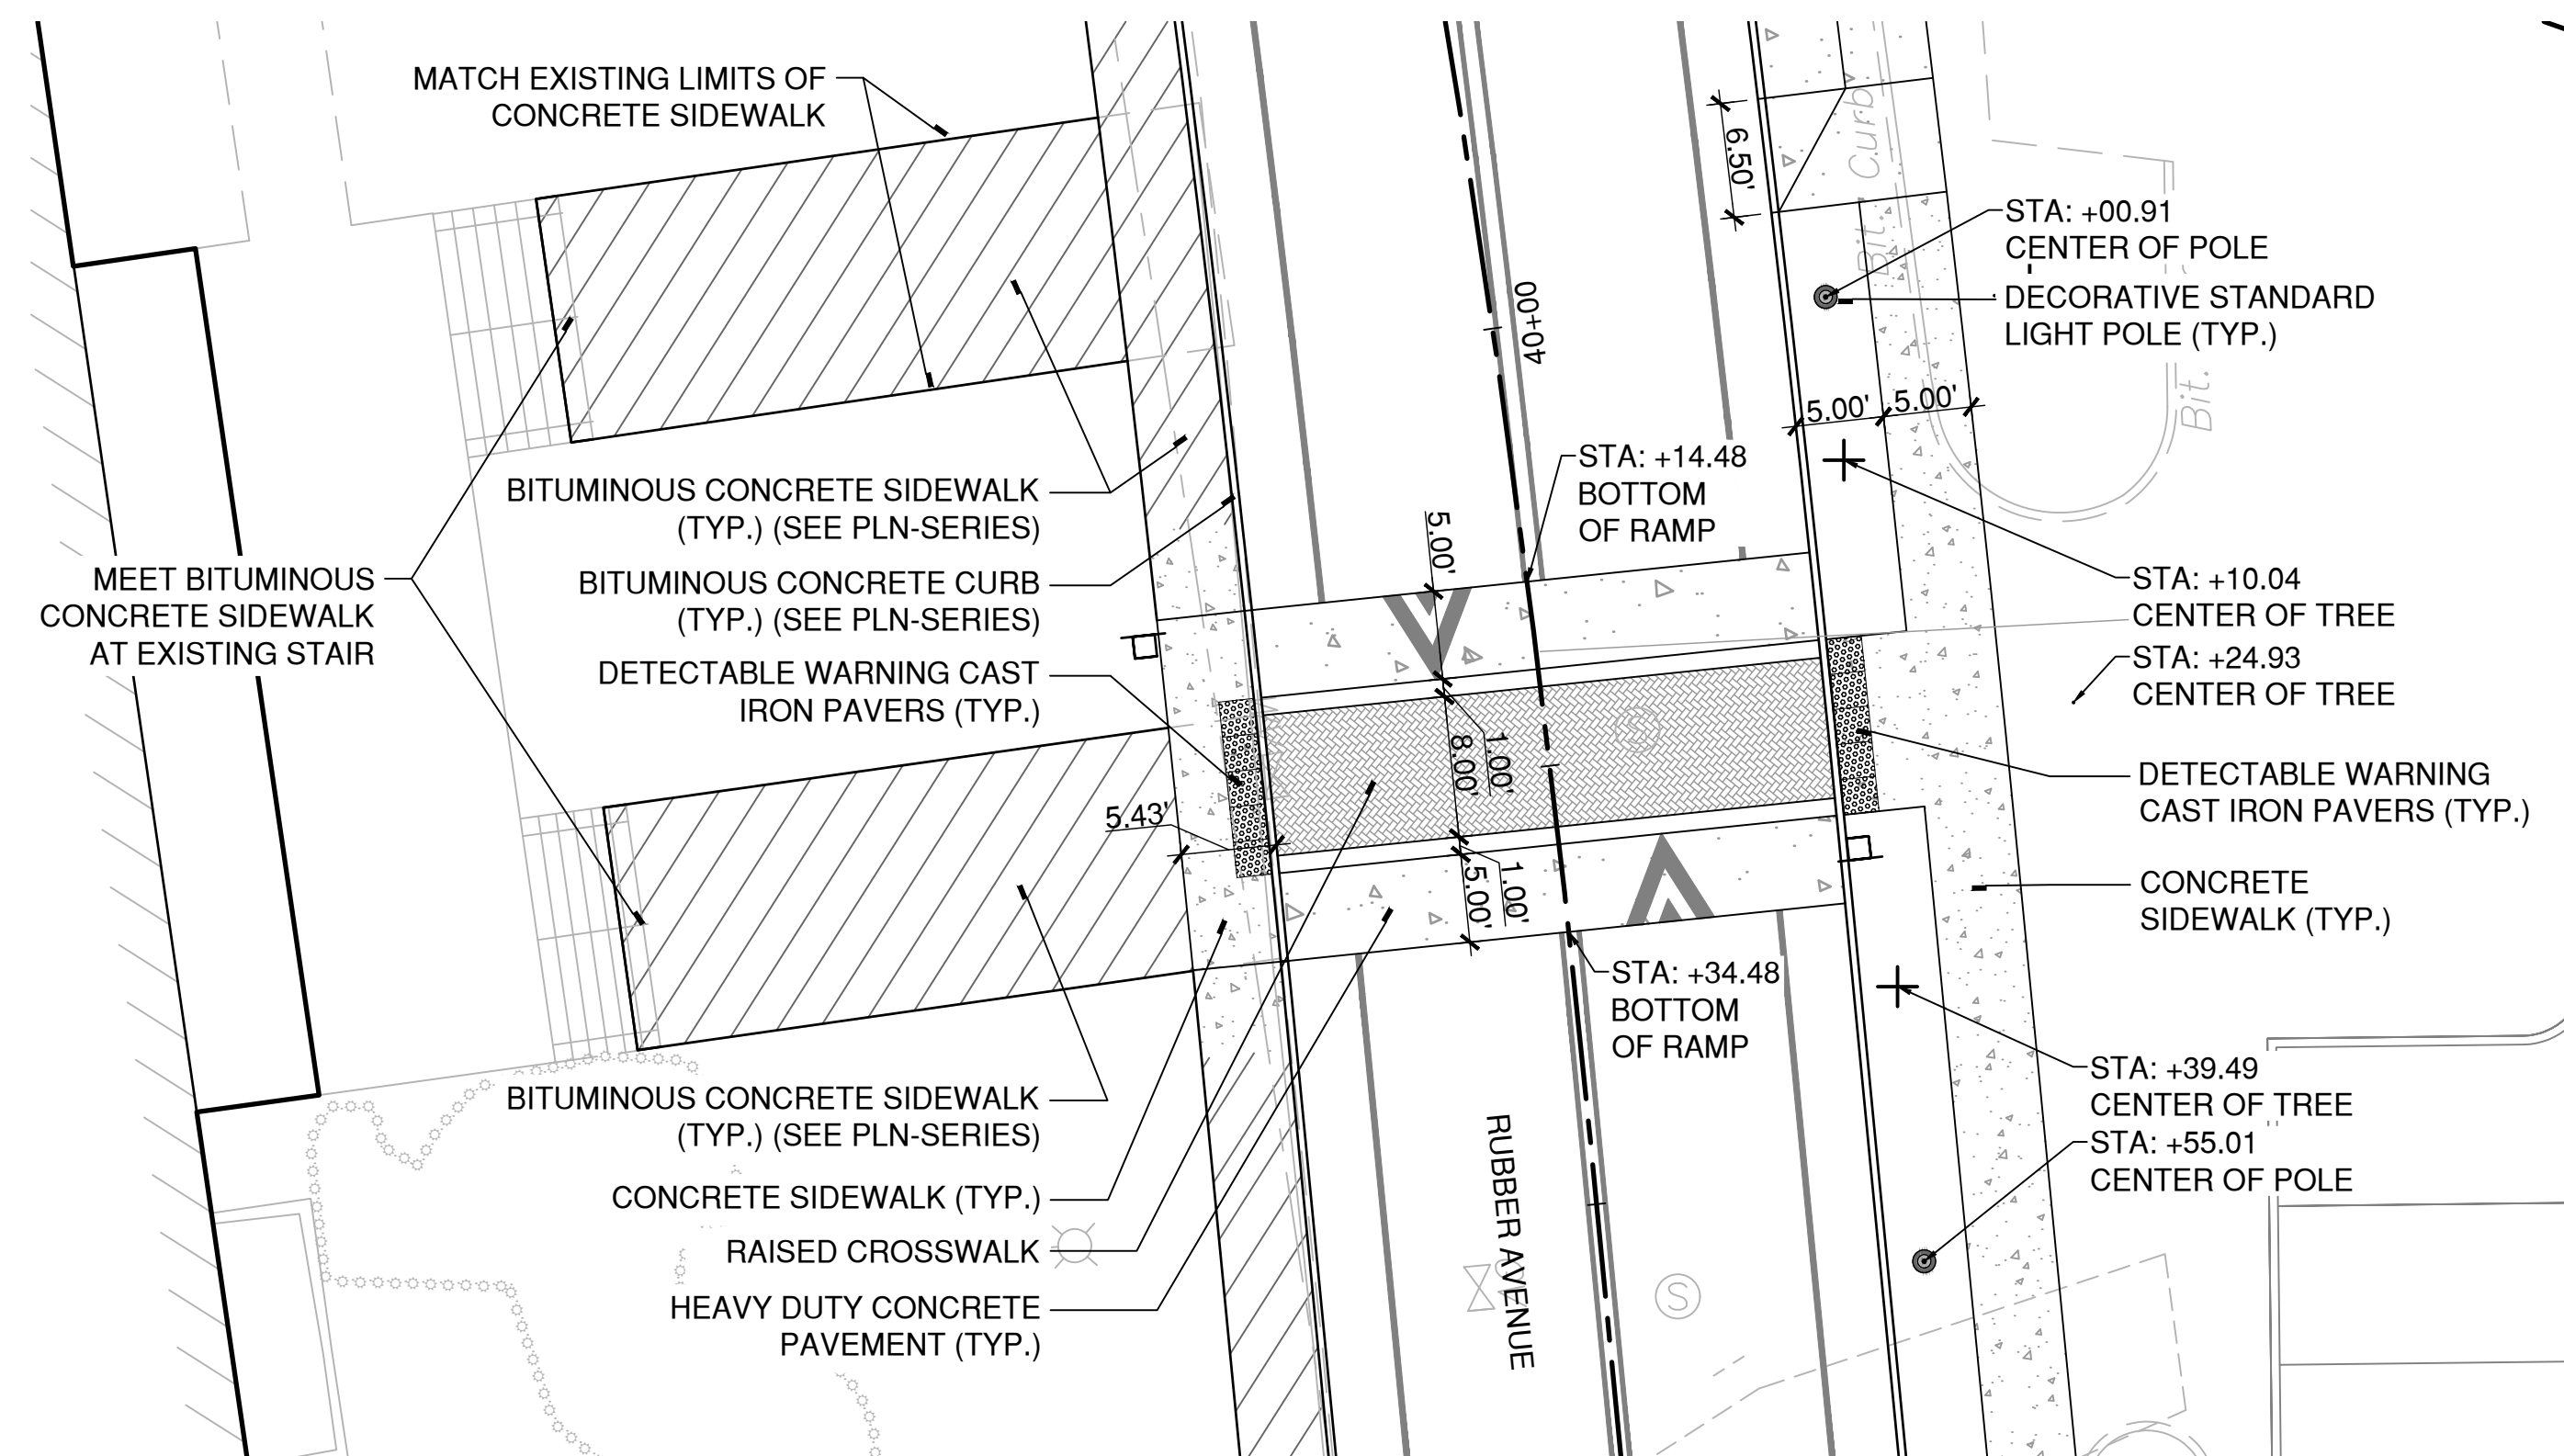 MATCH EXISTING LIMITS OF
CONCRETE SIDEWALK
6.50'
Bit. Curb
STA: +00.91
CENTER OF POLE
DECORATIVE STANDARD
LIGHT POLE (TYP.)
40+00
5.00'
5.00'
Bit.
STA: +14.48
BOTTOM
OF RAMP
BITUMINOUS CONCRETE SIDEWALK
(TYP.) (SEE PLN-SERIES)
5.00'
MEET BITUMINOUS
CONCRETE SIDEWALK
AT EXISTING STAIR
BITUMINOUS CONCRETE CURB
(TYP.) (SEE PLN-SERIES)
STA: +10.04
CENTER OF TREE
STA: +24.93
CENTER OF TREE
DETECTABLE WARNING CAST
IRON PAVERS (TYP.)
S
8.00'
1.00'
DETECTABLE WARNING
CAST IRON PAVERS (TYP.)
5.43'
5.00'
1.00'
CONCRETE
SIDEWALK (TYP.)
STA: +34.48
BOTTOM
OF RAMP
STA: +39.49
CENTER OF TREE
STA: +55.01
CENTER OF POLE
BITUMINOUS CONCRETE SIDEWALK
(TYP.) (SEE PLN-SERIES)
CONCRETE SIDEWALK (TYP.)
RAISED CROSSWALK
HEAVY DUTY CONCRETE
PAVEMENT (TYP.)
RUBBER AVENUE
S